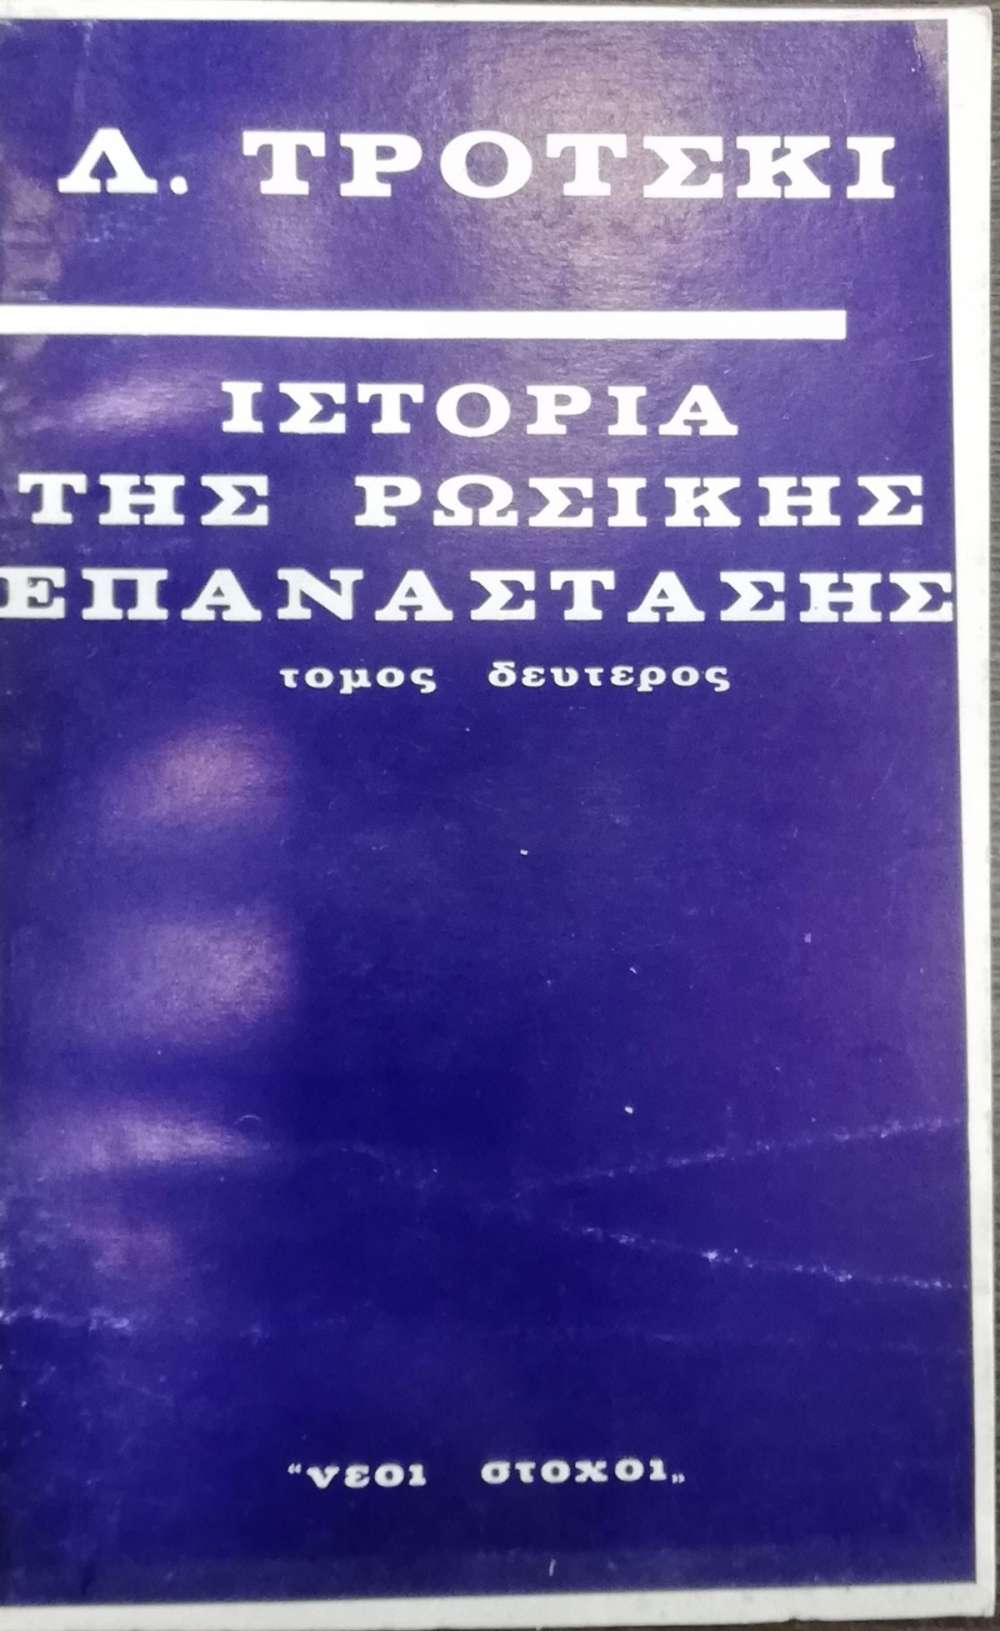 Λ. ΤΡΟΤΣΚΙ
ΙΣΤΟΡΙΑ
ΤΗΣ ΡΩΣΙΚΗΣ
ΕΠΑΝΑΣΤΑΣΗΣ
τομος δευτερος
“νεοι στοχοι„